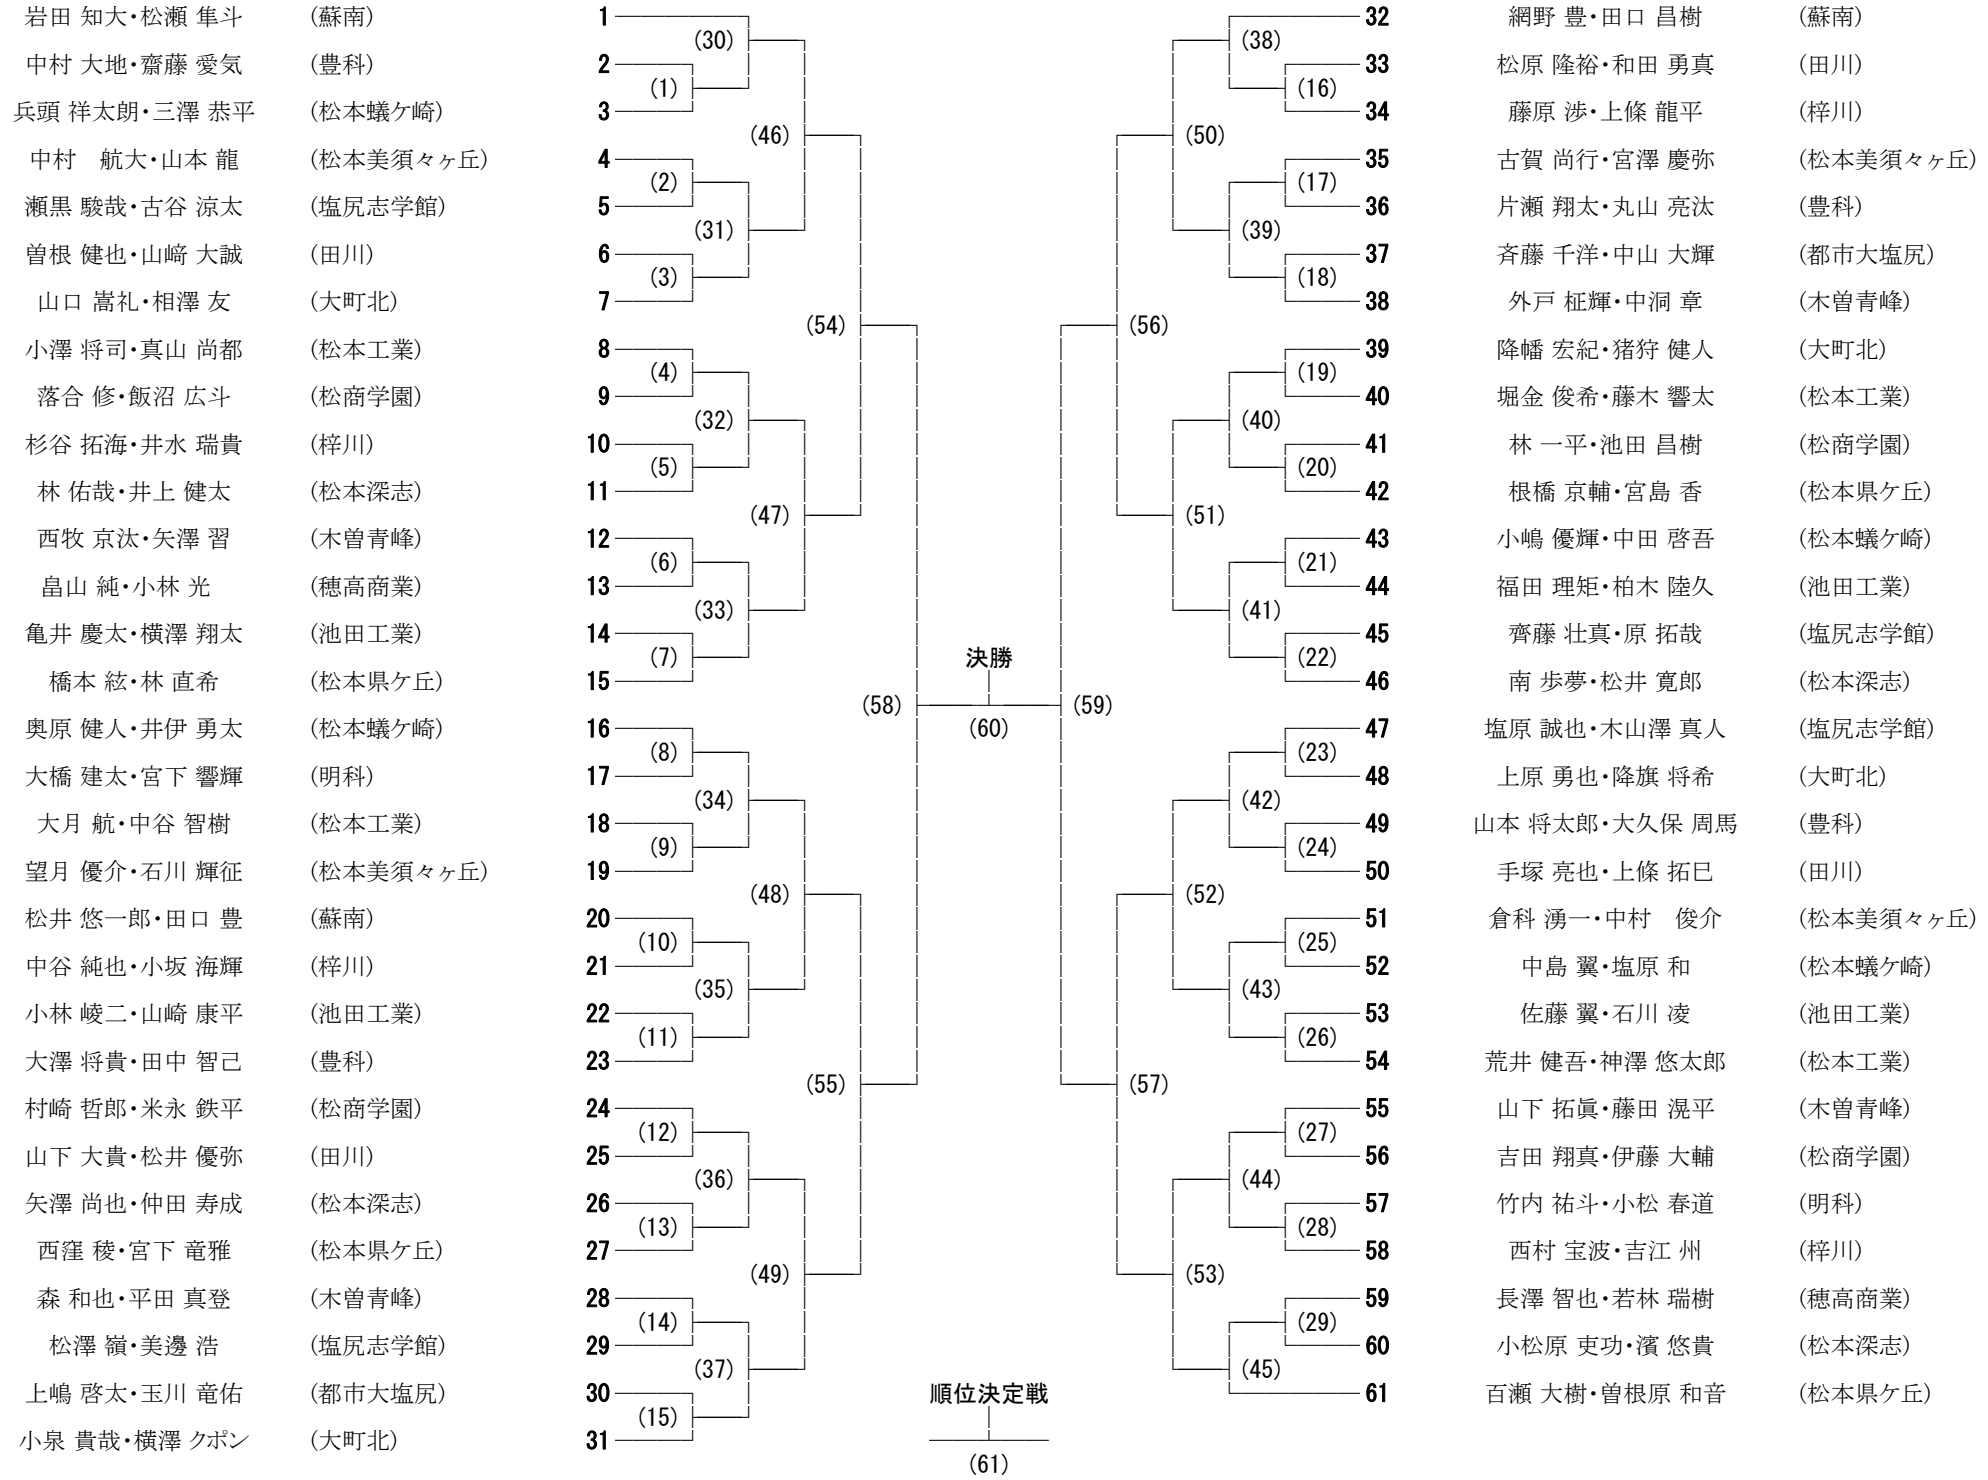 岩田 知大・松瀬 隼斗 (蘇南) 1 32 網野 豊・田口 昌樹 (蘇南)
(30) (38)
中村 大地・齋藤 愛気 (豊科) 2 33 松原 隆裕・和田 勇真 (田川)
(1) (16)
兵頭 祥太朗・三澤 恭平 (松本蟻ケ崎) 3 34 藤原 渉・上條 龍平 (梓川)
(46) (50)
中村　航大・山本 龍 (松本美須々ヶ丘) 4 35 古賀 尚行・宮澤 慶弥 (松本美須々ヶ丘)
(2) (17)
瀬黒 駿哉・古谷 涼太 (塩尻志学館) 5 36 片瀬 翔太・丸山 亮汰 (豊科)
(31) (39)
曽根 健也・山﨑 大誠 (田川) 6 37 斉藤 千洋・中山 大輝 (都市大塩尻)
(3) (18)
山口 嵩礼・相澤 友 (大町北) 7 38 外戸 柾輝・中洞 章 (木曽青峰)
(54) (56)
小澤 将司・真山 尚都 (松本工業) 8 39 降幡 宏紀・猪狩 健人 (大町北)
(4) (19)
落合 修・飯沼 広斗 (松商学園) 9 40 堀金 俊希・藤木 響太 (松本工業)
(32) (40)
杉谷 拓海・井水 瑞貴 (梓川) 10 41 林 一平・池田 昌樹 (松商学園)
(5) (20)
林 佑哉・井上 健太 (松本深志) 11 42 根橋 京輔・宮島 香 (松本県ケ丘)
(47) (51)
西牧 京汰・矢澤 習 (木曽青峰) 12 43 小嶋 優輝・中田 啓吾 (松本蟻ケ崎)
(6) (21)
畠山 純・小林 光 (穂高商業) 13 44 福田 理矩・柏木 陸久 (池田工業)
(33) (41)
亀井 慶太・横澤 翔太 (池田工業) 14 45 齊藤 壮真・原 拓哉 (塩尻志学館)
(7) 決勝 (22)
橋本 絃・林 直希 (松本県ケ丘) 15 46 南 歩夢・松井 寛郎 (松本深志)
(58) (59)
奥原 健人・井伊 勇太 (松本蟻ケ崎) 16 (60) 47 塩原 誠也・木山澤 真人 (塩尻志学館)
(8) (23)
大橋 建太・宮下 響輝 (明科) 17 48 上原 勇也・降旗 将希 (大町北)
(34) (42)
大月 航・中谷 智樹 (松本工業) 18 49 山本 将太郎・大久保 周馬 (豊科)
(9) (24)
望月 優介・石川 輝征 (松本美須々ヶ丘) 19 50 手塚 亮也・上條 拓巳 (田川)
(48) (52)
松井 悠一郎・田口 豊 (蘇南) 20 51 倉科 湧一・中村　俊介 (松本美須々ヶ丘)
(10) (25)
中谷 純也・小坂 海輝 (梓川) 21 52 中島 翼・塩原 和 (松本蟻ケ崎)
(35) (43)
小林 崚二・山崎 康平 (池田工業) 22 53 佐藤 翼・石川 凌 (池田工業)
(11) (26)
大澤 将貴・田中 智己 (豊科) 23 54 荒井 健吾・神澤 悠太郎 (松本工業)
(55) (57)
村崎 哲郎・米永 鉄平 (松商学園) 24 55 山下 拓眞・藤田 滉平 (木曽青峰)
(12) (27)
山下 大貴・松井 優弥 (田川) 25 56 吉田 翔真・伊藤 大輔 (松商学園)
(36) (44)
矢澤 尚也・仲田 寿成 (松本深志) 26 57 竹内 祐斗・小松 春道 (明科)
(13) (28)
西窪 稜・宮下 竜雅 (松本県ケ丘) 27 58 西村 宝波・吉江 州 (梓川)
(49) (53)
森 和也・平田 真登 (木曽青峰) 28 59 長澤 智也・若林 瑞樹 (穂高商業)
(14) (29)
松澤 嶺・美邊 浩 (塩尻志学館) 29 60 小松原 吏功・濱 悠貴 (松本深志)
(37) (45)
上嶋 啓太・玉川 竜佑 (都市大塩尻) 30 順位決定戦 61 百瀬 大樹・曽根原 和音 (松本県ケ丘)
(15)
小泉 貴哉・横澤 クポン (大町北) 31
(61)